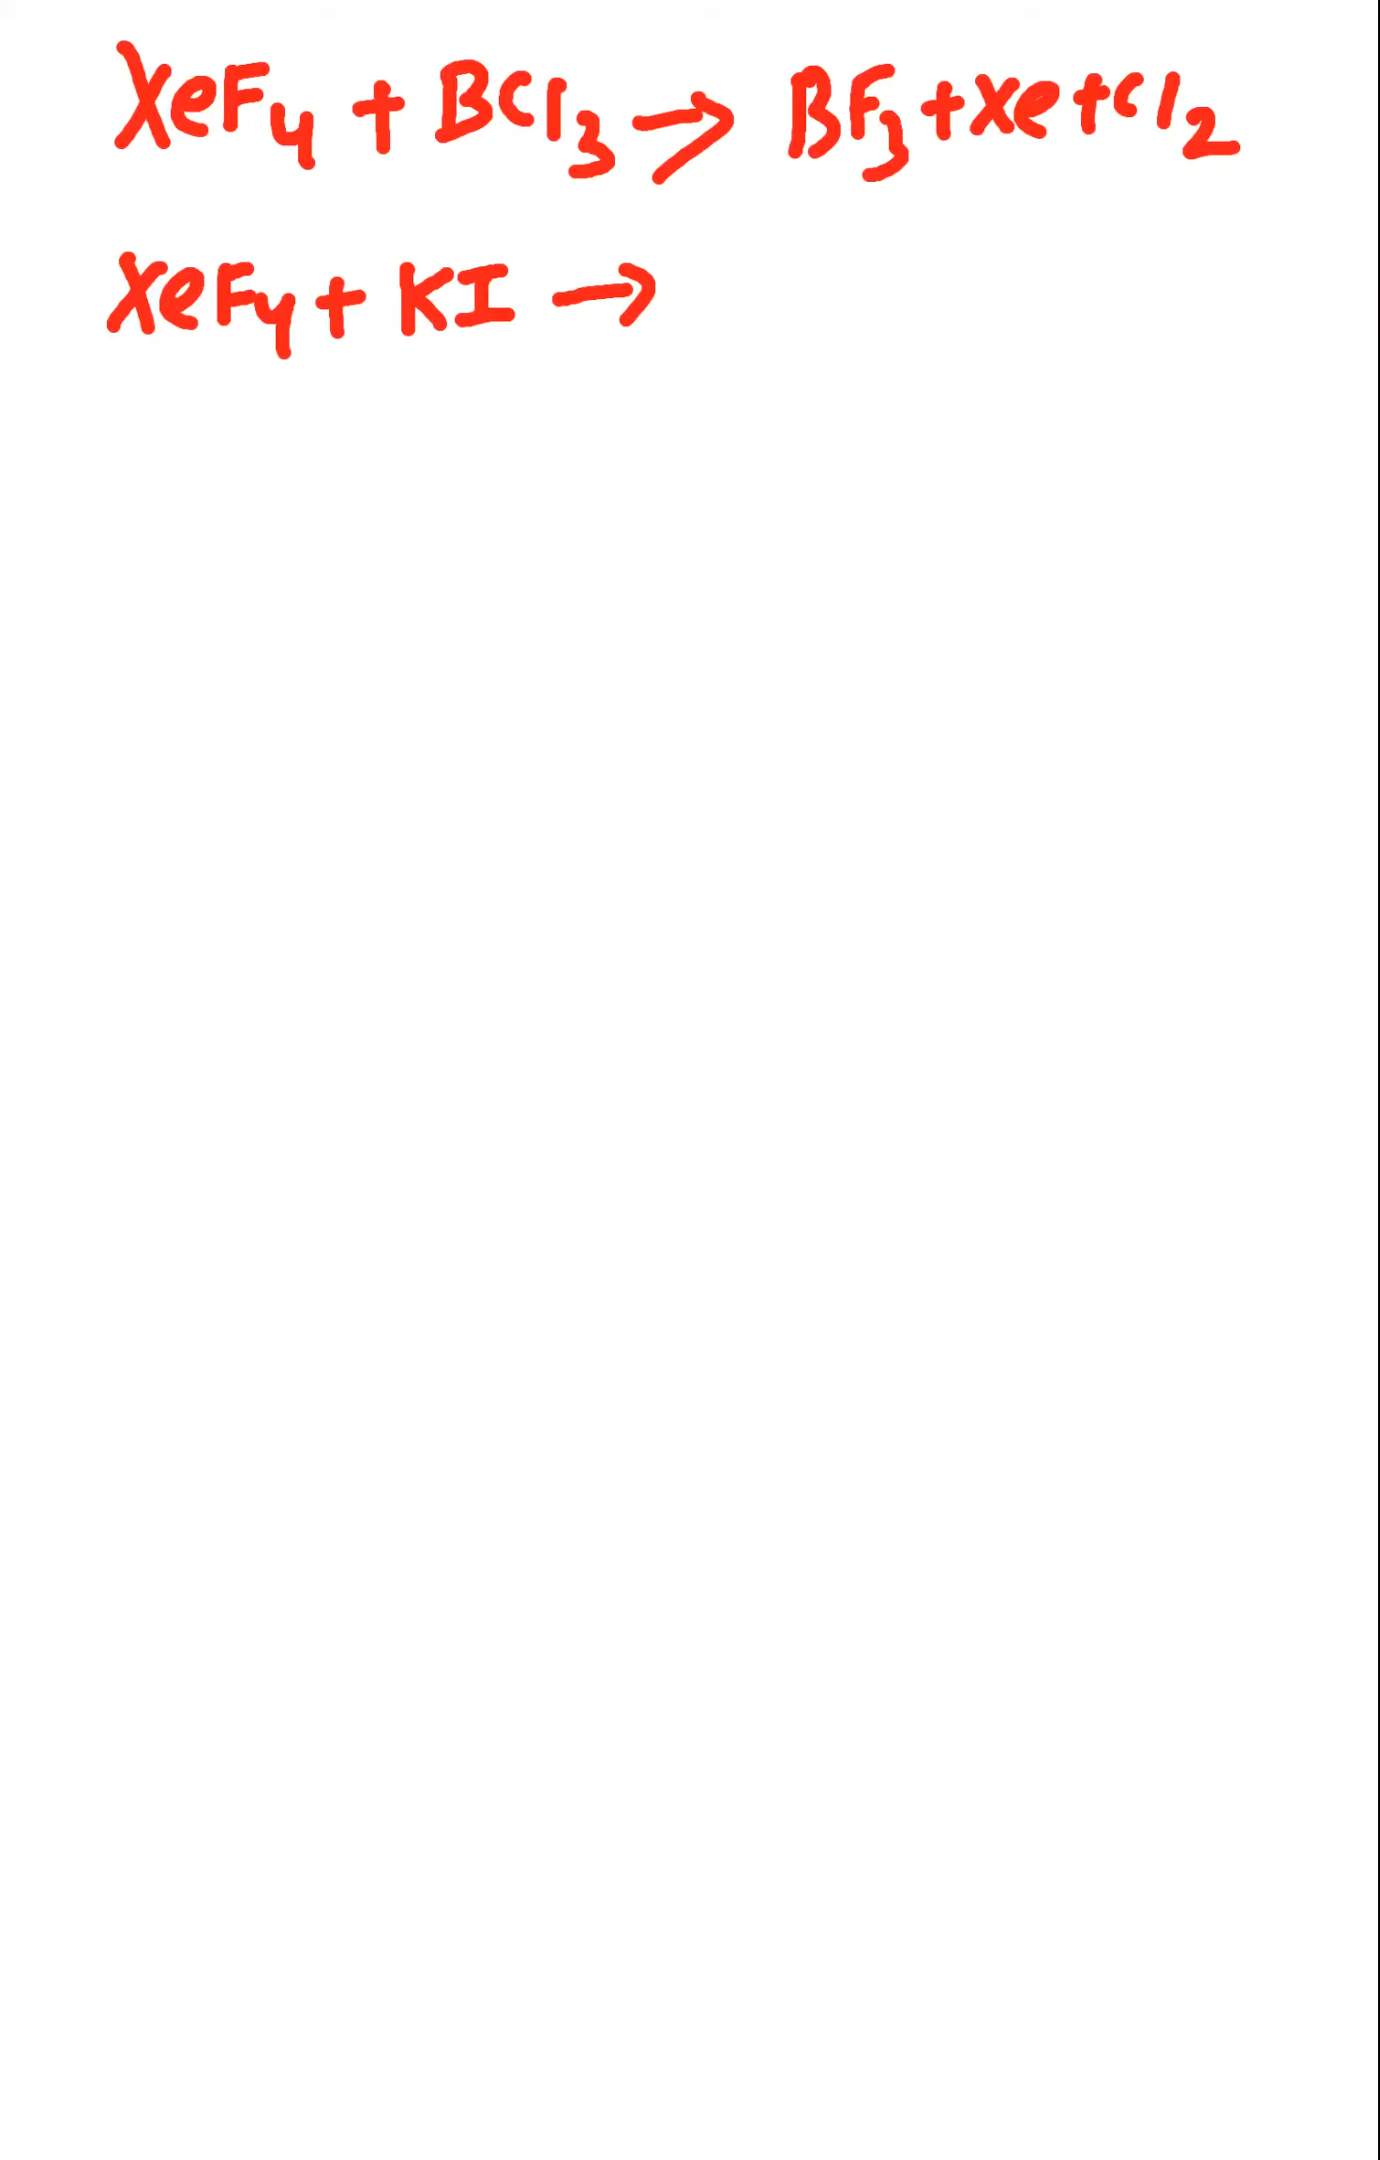 XeF4 + BCl3 → BF3 + Xe + Cl2
XeF4 + KI →